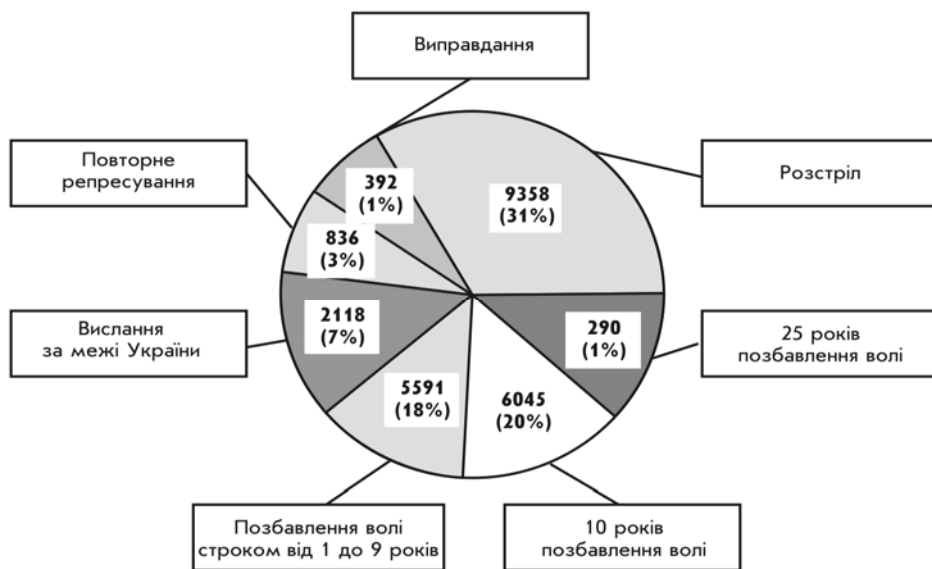 Виправдання
Повторне
репресування
Розстріл
392
(1%)
9358
(31%)
836
(3%)
2118
(7%)
290
(1%)
Вислання
за межі України
25 років
позбавлення волі
5591
(18%)
6045
(20%)
Позбавлення волі
строком від 1 до 9 років
10 років
позбавлення волі